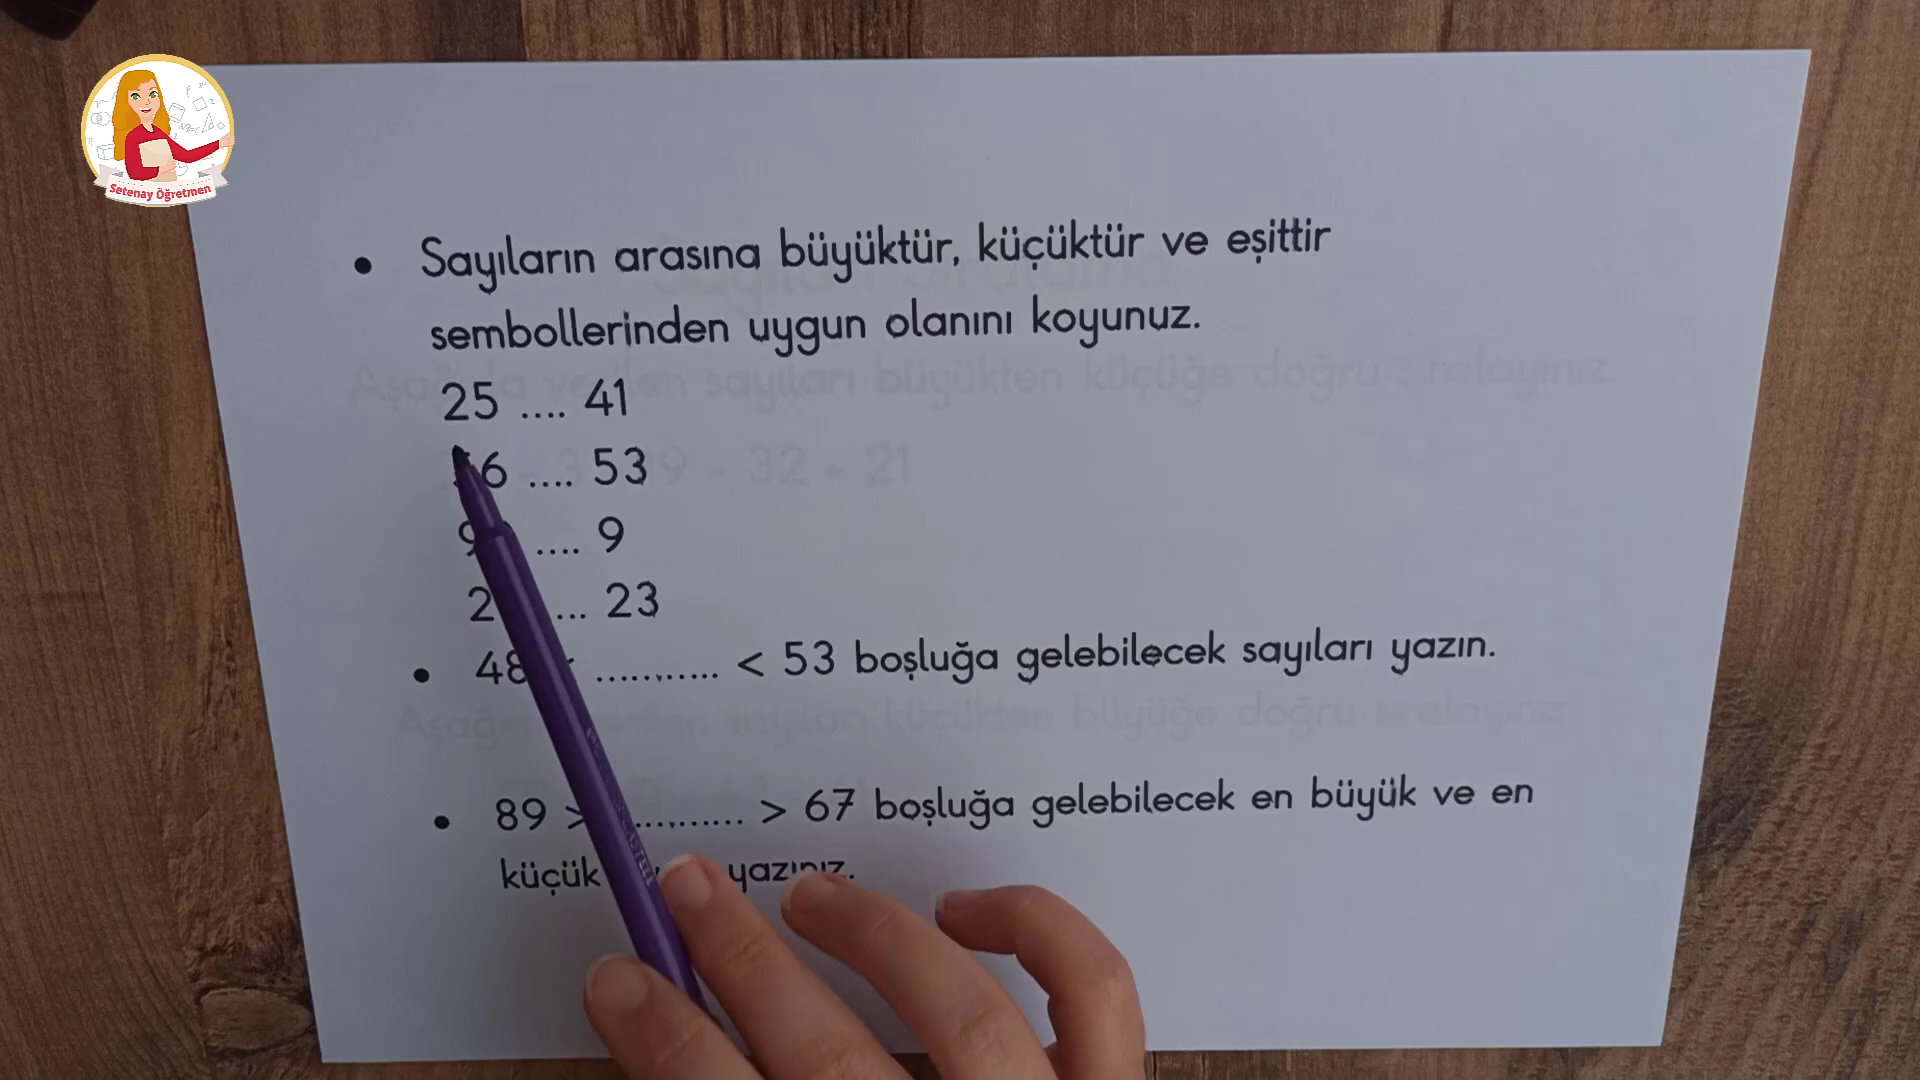 Setenay Öğretmen
• Sayıların arasına büyüktür, küçüktür ve eşittir
sembollerinden uygun olanını koyunuz.
25 .... 41
.... 53
.... 9
... 23
• 48 ........... < 53 boşluğa gelebilecek sayıları yazın.
• 89 > .......... > 67 boşluğa gelebilecek en büyük ve en
küçük yazınız.